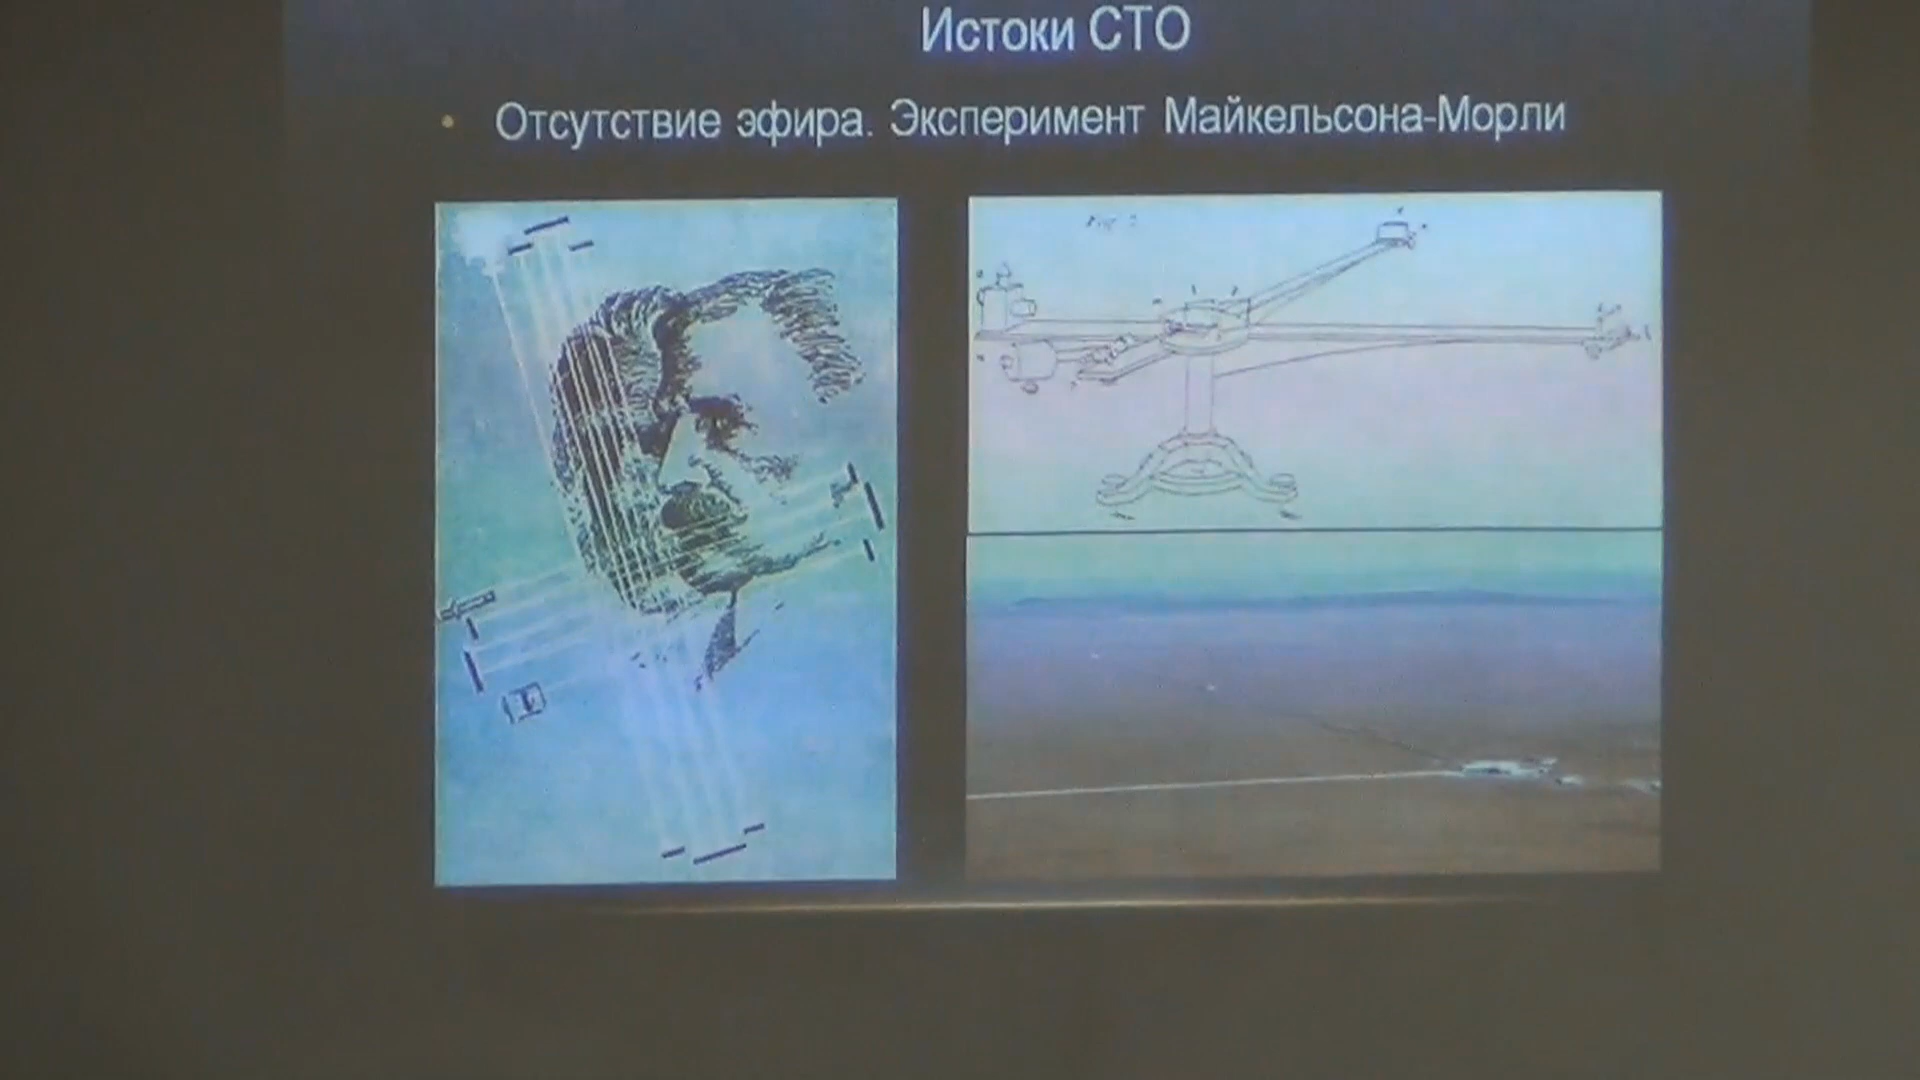 Истоки СТО
Отсутствие эфира. Эксперимент Майкельсона-Морли